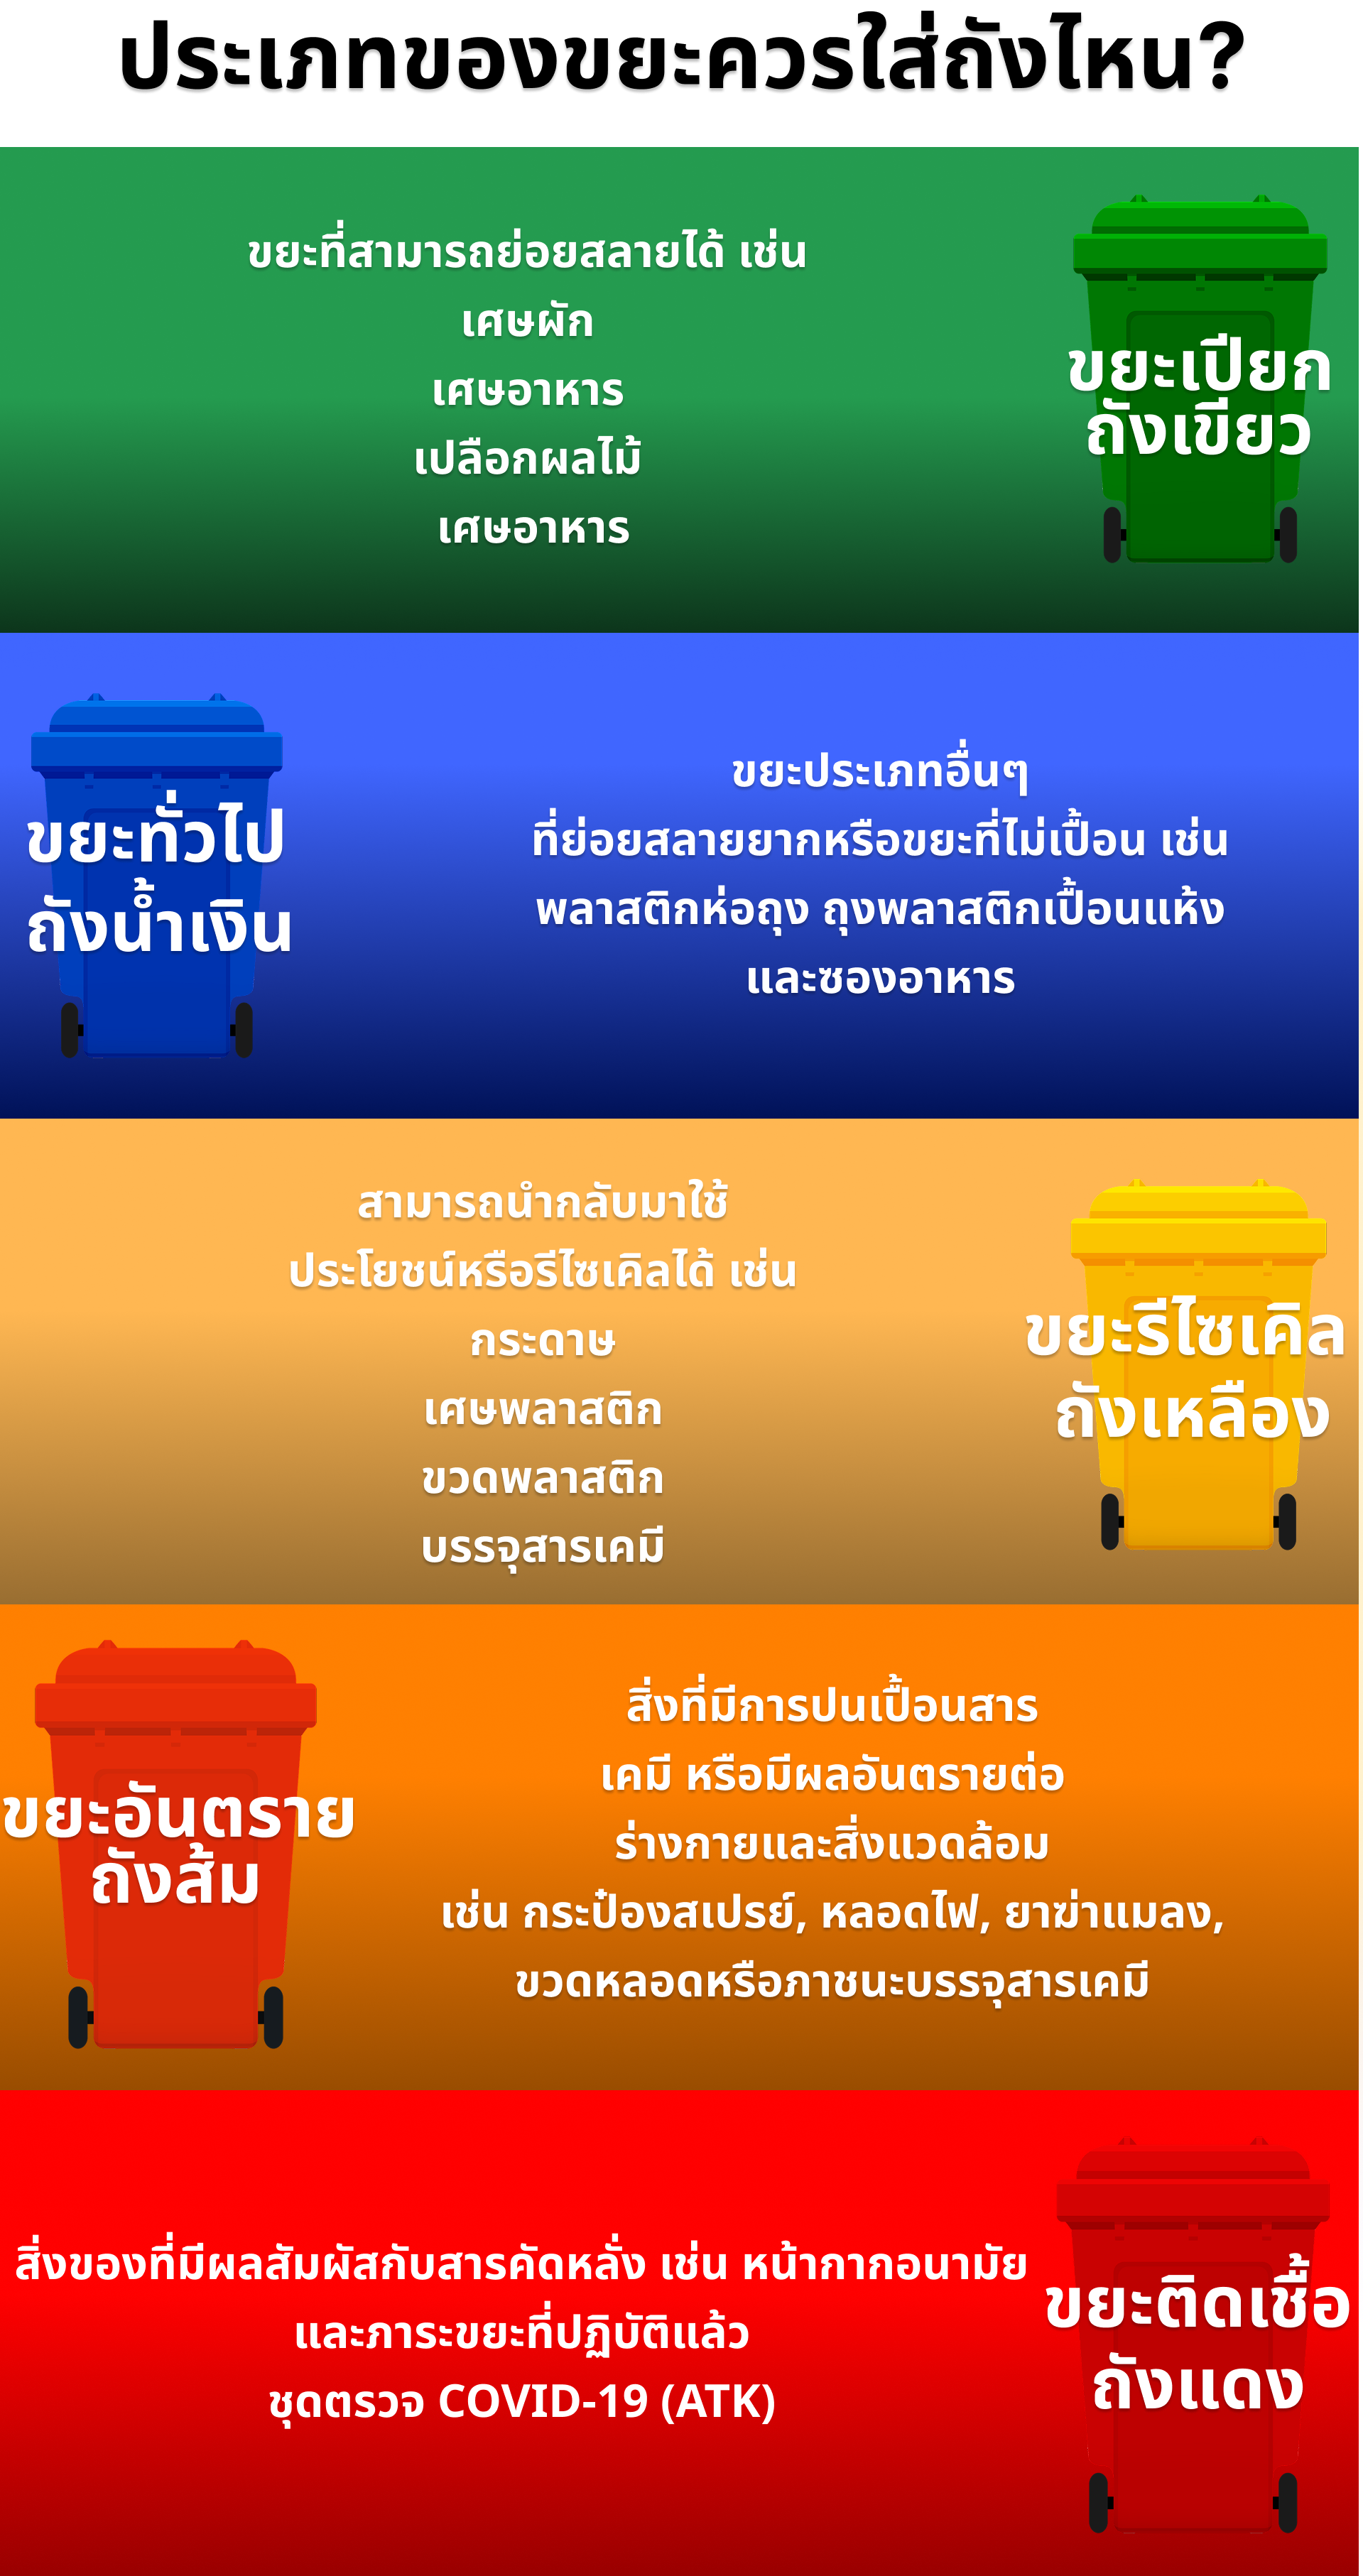 ประเภทของขยะควรใส่ถังไหน?
ขยะที่สามารถย่อยสลายได้ เช่น
เศษผัก
เศษอาหาร
เปลือกผลไม้
เศษอาหาร
ขยะเปียก
ถังเขียว
ขยะทั่วไป
ถังน้ำเงิน
ขยะประเภทอื่นๆ
ที่ย่อยสลายยากหรือขยะที่ไม่เปื้อน เช่น
พลาสติกห่อถุง ถุงพลาสติกเปื้อนแห้ง
และซองอาหาร
สามารถนำกลับมาใช้
ประโยชน์หรือรีไซเคิลได้ เช่น
กระดาษ
เศษพลาสติก
ขวดพลาสติก
บรรจุสารเคมี
ขยะรีไซเคิล
ถังเหลือง
ขยะอันตราย
ถังส้ม
สิ่งที่มีการปนเปื้อนสาร
เคมี หรือมีผลอันตรายต่อ
ร่างกายและสิ่งแวดล้อม
เช่น กระป๋องสเปรย์, หลอดไฟ, ยาฆ่าแมลง,
ขวดหลอดหรือภาชนะบรรจุสารเคมี
สิ่งของที่มีผลสัมผัสกับสารคัดหลั่ง เช่น หน้ากากอนามัย
และภาระขยะที่ปฏิบัติแล้ว
ชุดตรวจ COVID-19 (ATK)
ขยะติดเชื้อ
ถังแดง